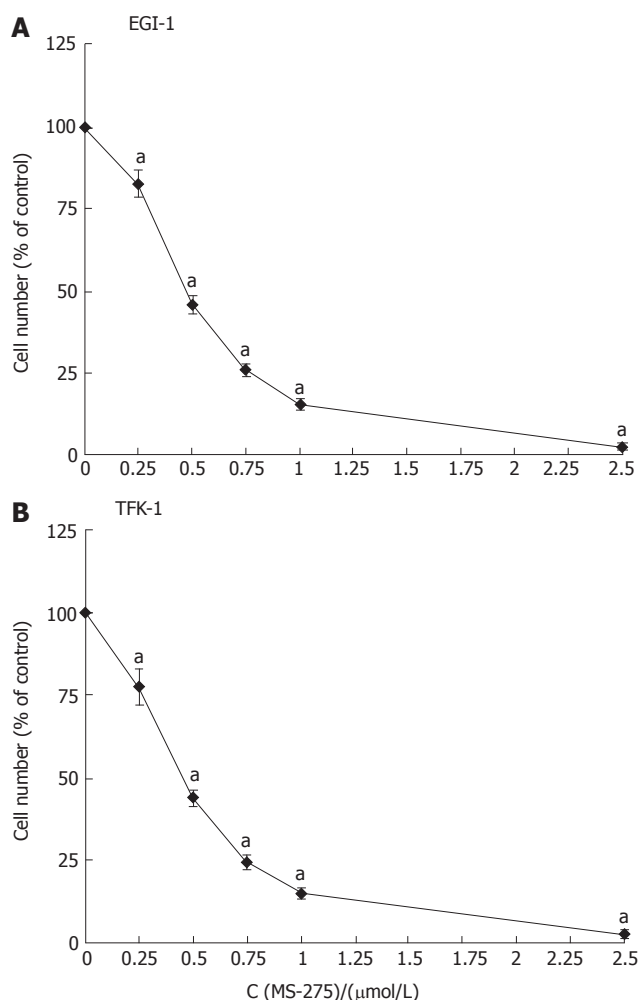 A
EGI-1
125
100
75
50
25
0
Cell number (% of control)
a
a
a
a
a
0 0.25 0.5 0.75 1 1.25 1.5 1.75 2 2.25 2.5
B
TFK-1
125
100
75
50
25
0
Cell number (% of control)
a
a
a
a
a
0 0.25 0.5 0.75 1 1.25 1.5 1.75 2 2.25 2.5
C (MS-275)/(μmol/L)